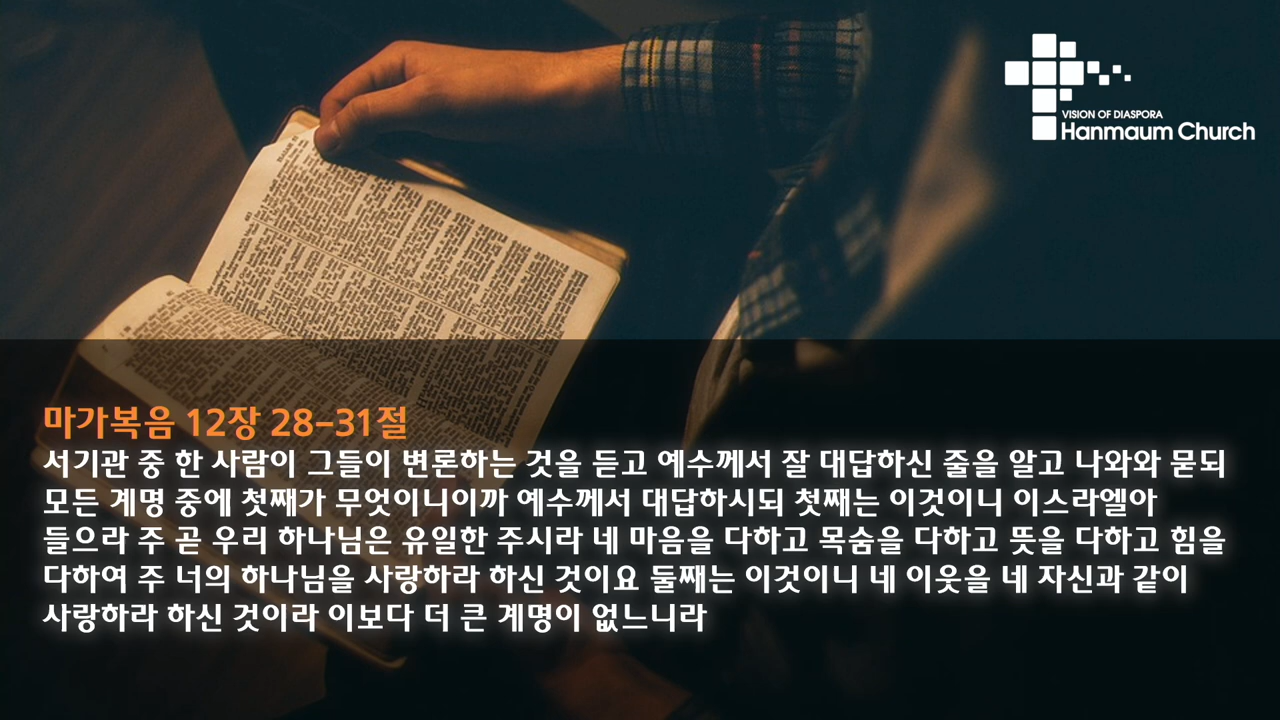 VISION OF DIASPORA
Hanmaum Church
마가복음 12장 28-31절
서기관 중 한 사람이 그들이 변론하는 것을 듣고 예수께서 잘 대답하신 줄을 알고 나와와 묻되
모든 계명 중에 첫째가 무엇이니이까 예수께서 대답하시되 첫째는 이것이니 이스라엘아
들으라 주 곧 우리 하나님은 유일한 주시라 네 마음을 다하고 목숨을 다하고 뜻을 다하고 힘을
다하여 주 너의 하나님을 사랑하라 하신 것이요 둘째는 이것이니 네 이웃을 네 자신과 같이
사랑하라 하신 것이라 이보다 더 큰 계명이 없느니라